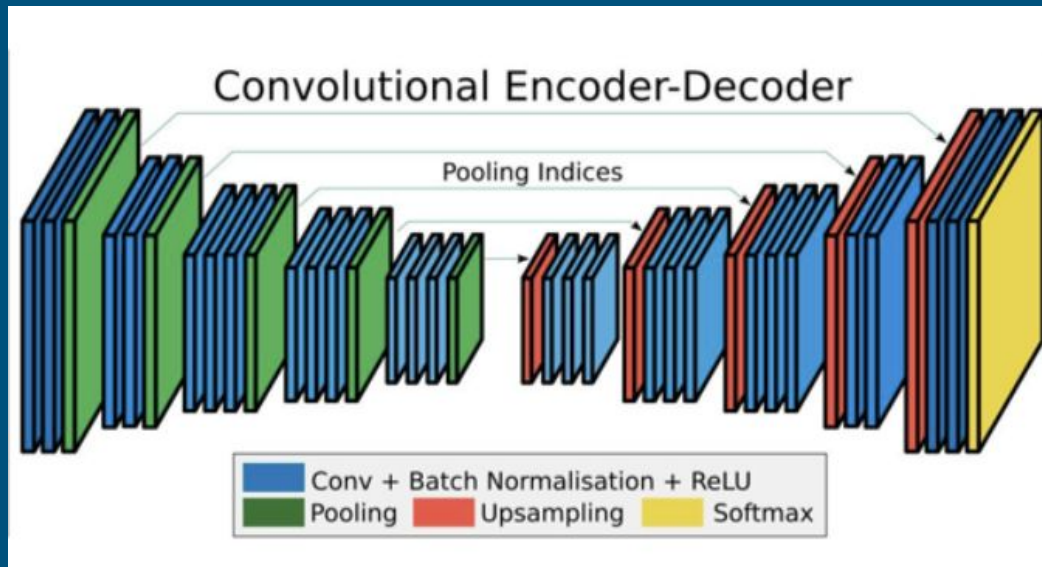 Convolutional Encoder-Decoder
Pooling Indices
Conv + Batch Normalisation + ReLU
Pooling Upsampling Softmax